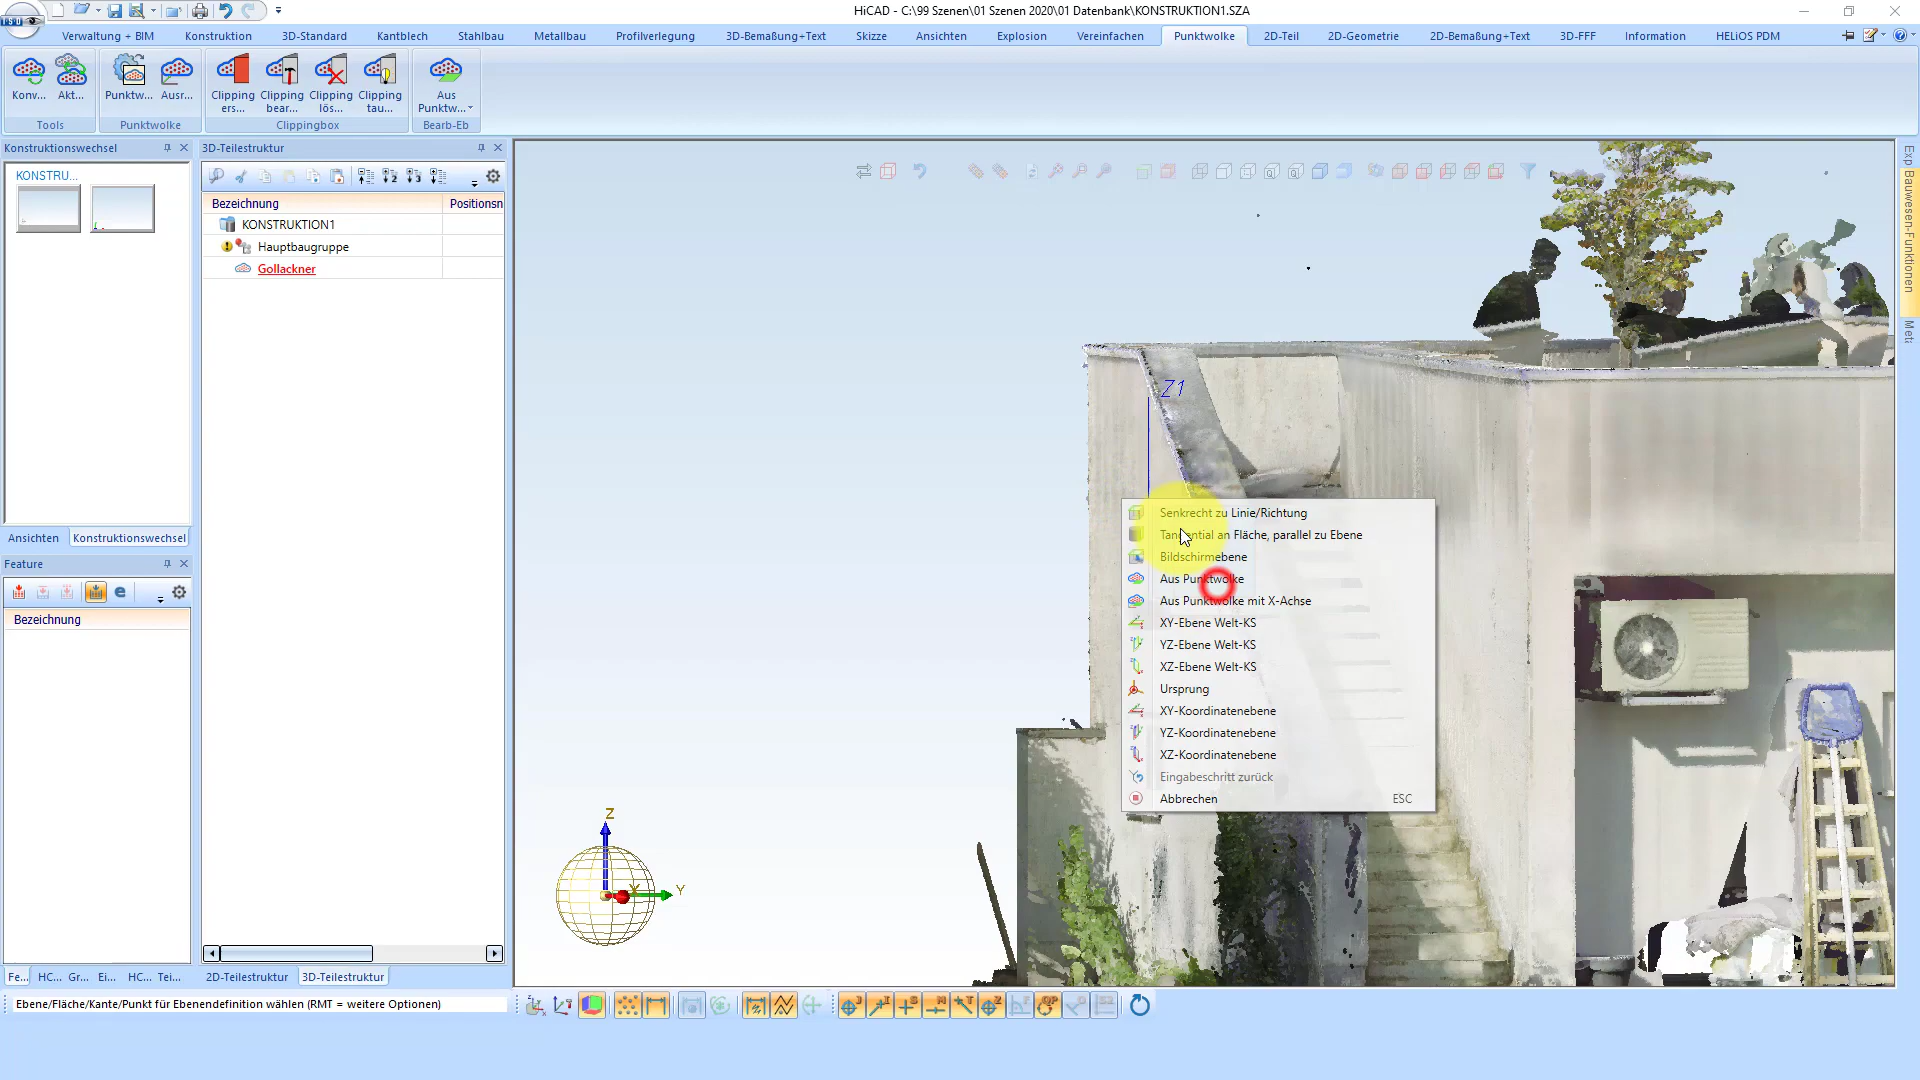 HiCAD - C:\99 Szenen\01 Szenen 2020\01 Datenbank\KONSTRUKTION1.SZA
ISD
Verwaltung + BIM
Konstruktion
3D-Standard
Kantblech
Stahlbau
Metallbau
Profilverlegung
3D-Bemaßung+Text
Skizze
Ansichten
Explosion
Vereinfachen
Punktwolke
2D-Teil
2D-Geometrie
2D-Bemaßung+Text
3D-FFF
Information
HELiOS PDM
Konv...
Akt...
Punktw...
Ausr...
Clipping ers...
Clipping bear...
Clipping lös...
Clipping tau...
Aus Punktw...
Tools
Punktwolke
Clippingbox
Bearb-Eb
Konstruktionswechsel
3D-Teilestruktur
KONSTRU...
Bezeichnung
Positionsn
KONSTRUKTION1
Hauptbaugruppe
Gollackner
Z1
Senkrecht zu Linie/Richtung
Tangential an Fläche, parallel zu Ebene
Bildschirmebene
Aus Punktwolke
Aus Punktwolke mit X-Achse
XY-Ebene Welt-KS
YZ-Ebene Welt-KS
XZ-Ebene Welt-KS
Ursprung
XY-Koordinatenebene
YZ-Koordinatenebene
XZ-Koordinatenebene
Eingabeschritt zurück
Abbrechen ESC
Exp
Bauwesen-Funktionen
Ansichten
Konstruktionswechsel
Feature
Bezeichnung
Z
X
Y
Fe...
HC...
Gr...
Ei...
HC...
Tei...
2D-Teilestruktur
3D-Teilestruktur
Ebene/Fläche/Kante/Punkt für Ebenendefinition wählen (RMT = weitere Optionen)